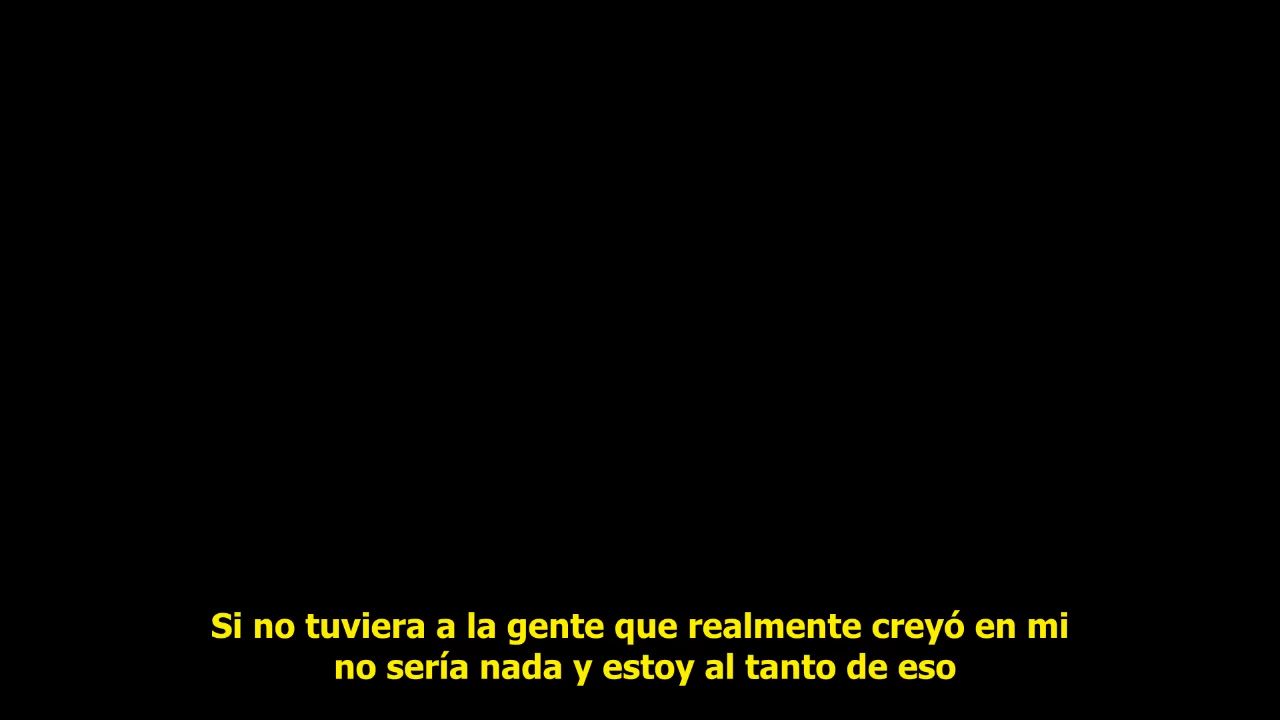 Si no tuviera a la gente que realmente creyó en mi
no sería nada y estoy al tanto de eso